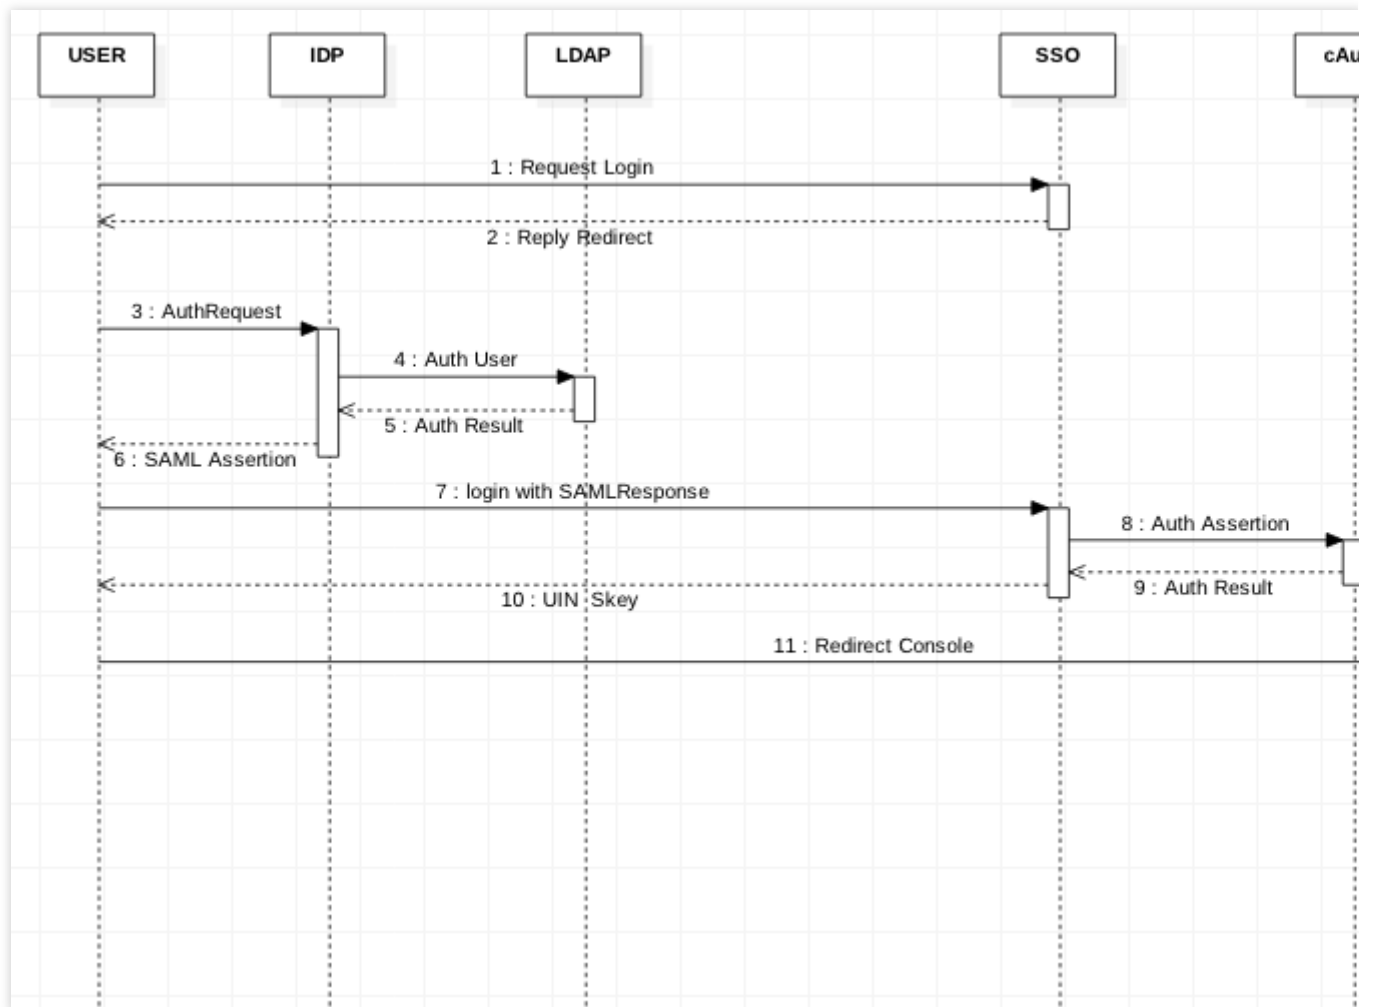 USER
IDP
LDAP
SSO
cAu
1 : Request Login
2 : Reply Redirect
3 : AuthRequest
4 : Auth User
5 : Auth Result
6 : SAML Assertion
7 : login with SAMLResponse
8 : Auth Assertion
9 : Auth Result
10 : UIN Skey
11 : Redirect Console